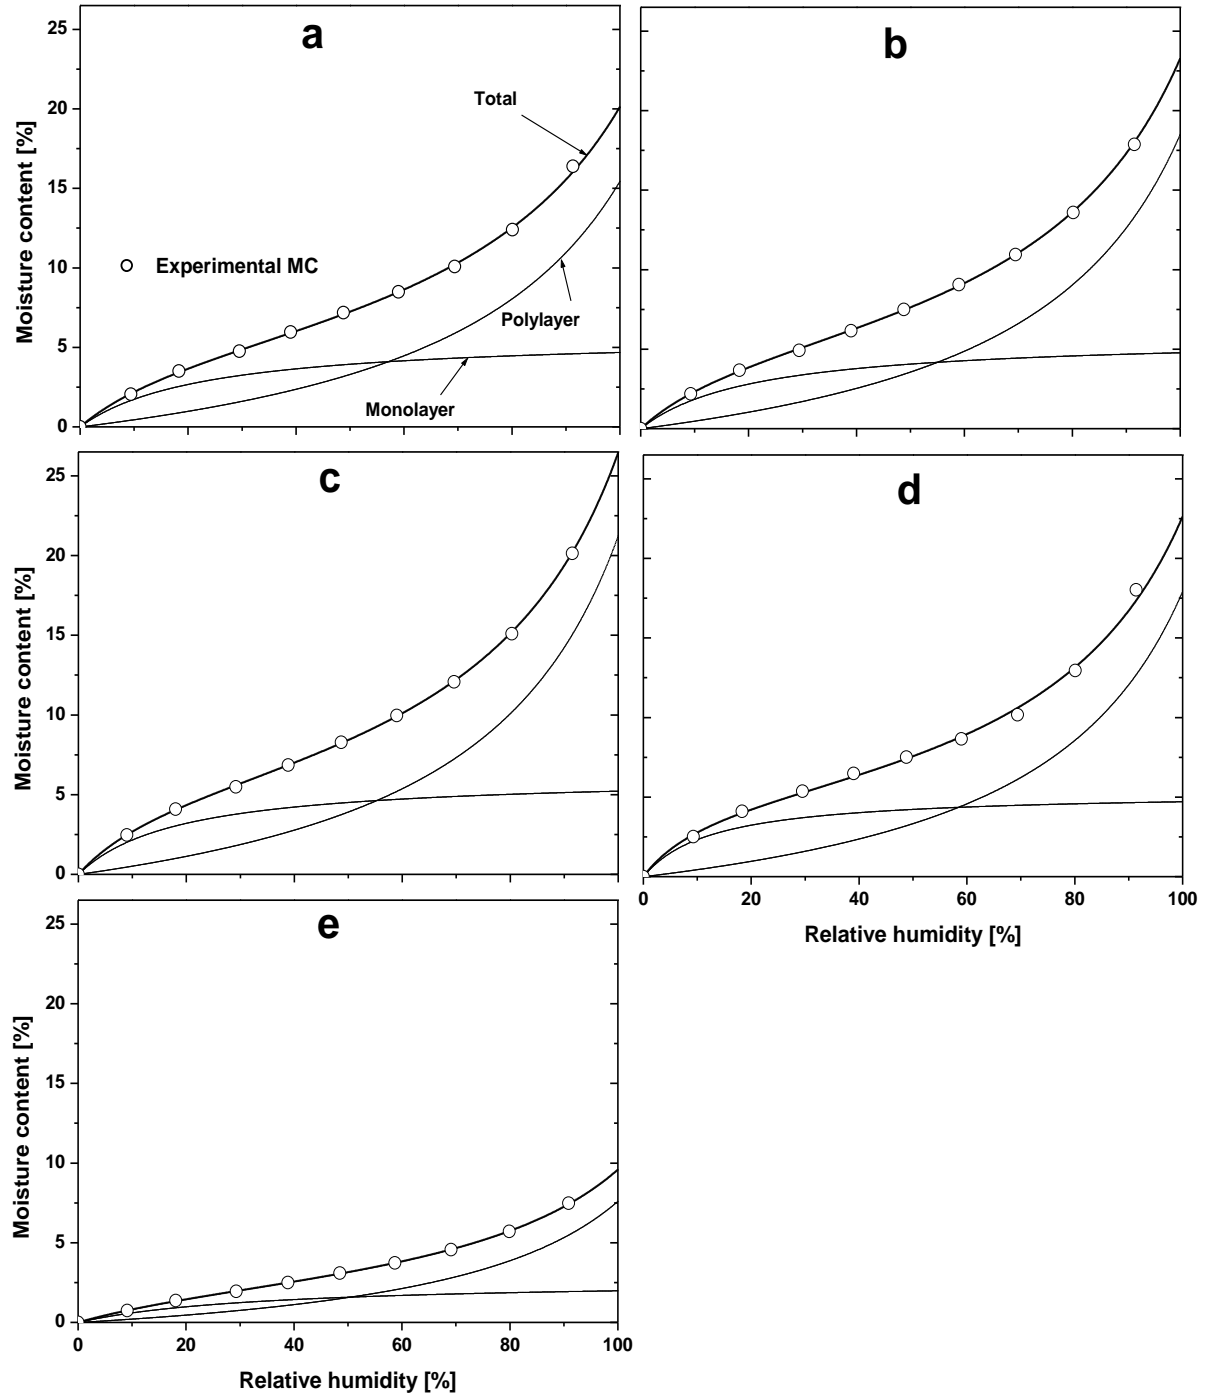 a
25
20
15
10
5
0
Moisture content [%]
Total
Experimental MC
Polylayer
Monolayer
b
c
25
20
15
10
5
0
Moisture content [%]
d
0 20 40 60 80 100
Relative humidity [%]
e
25
20
15
10
5
0
Moisture content [%]
0 20 40 60 80 100
Relative humidity [%]